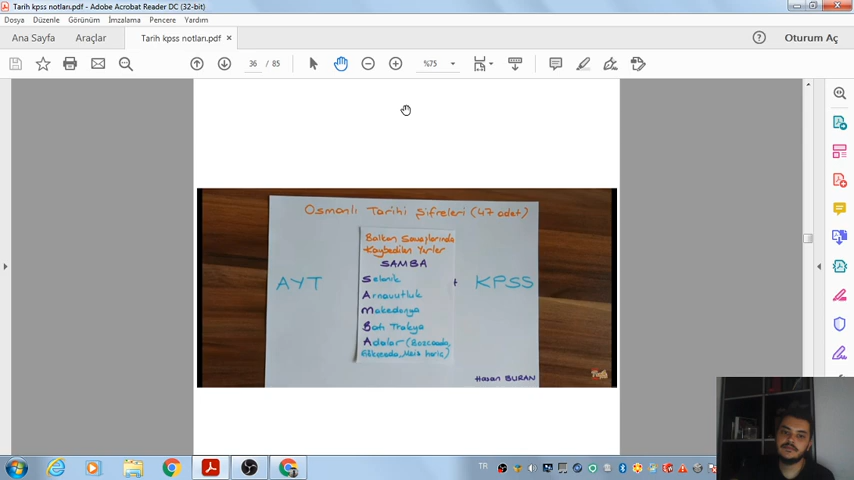 Tarih kpss notları.pdf - Adobe Acrobat Reader DC (32-bit)
Dosya Düzenle Görünüm İmzalama Pencere Yardım
Ana Sayfa Araçlar Tarih kpss notları.pdf × Oturum Aç
36 / 85 %75
Osmanlı Tarihi Şifreleri (47 adet)
Balkan Savaşlarında
Kaybedilen Yerler
SAMBA
Selanik
Arnavutluk
Makedonya
Batı Trakya
Adalar (Bozcaada,
Gökçeada, Meis hariç)
AYT + KPSS
Hasan BURAN
TR